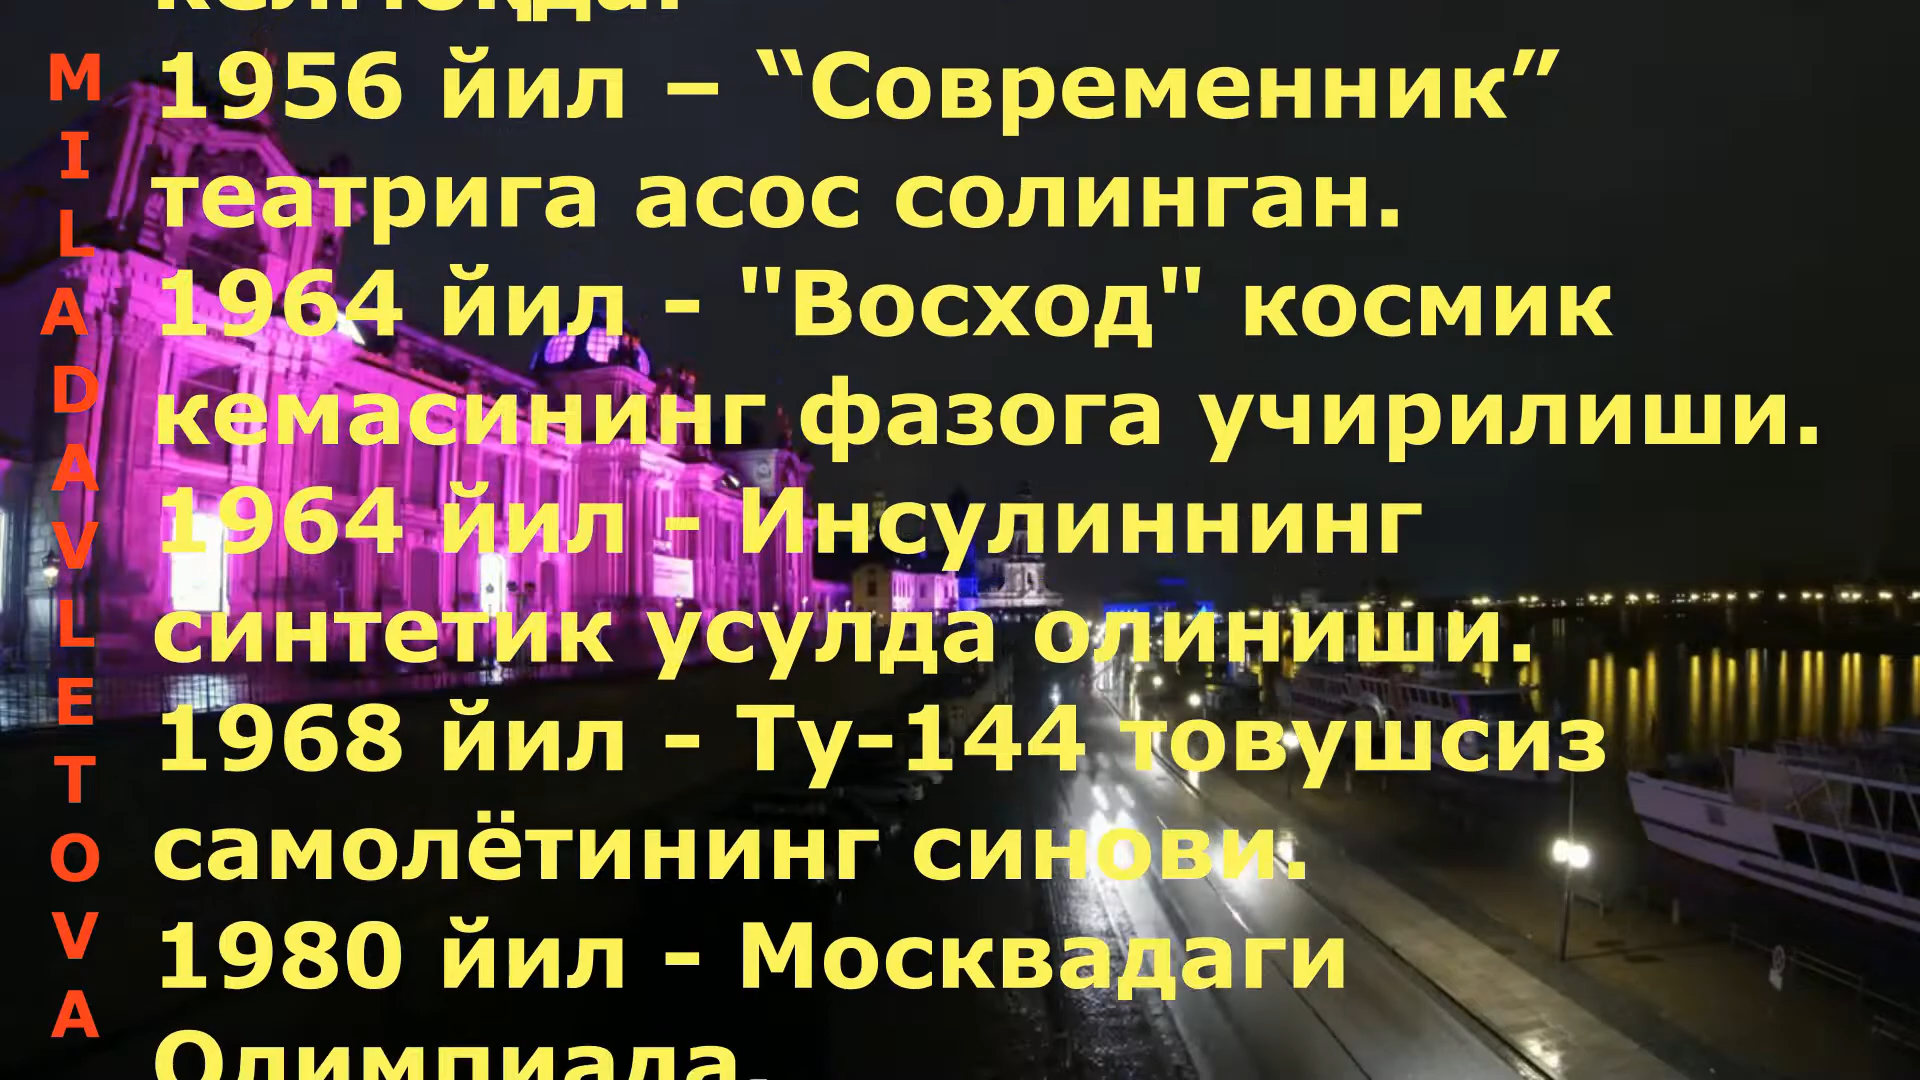 MILADAVLETOVA
1956 йил – “Современник”
театрига асос солинган.
1964 йил - "Восход" космик
кемасининг фазога учирилиши.
1964 йил - Инсулиннинг
синтетик усулда олиниши.
1968 йил - Ту-144 товушсиз
самолётининг синови.
1980 йил - Москвадаги
Олимпиада.